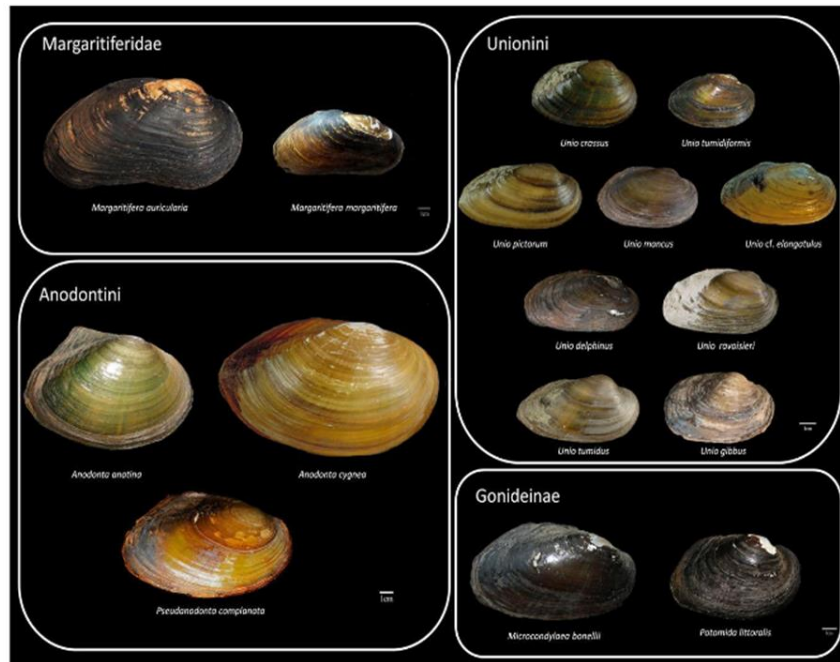 Margaritiferidae
Margaritifera auricularia
Margaritifera margaritifera
Anodontini
Anodonta anatina
Anodonta cygnea
Pseudanodonta complanata
1cm
Unionini
Unio crassus
Unio tumidiformis
Unio pictorum
Unio mancus
Unio cf. elongatulus
Unio delphinus
Unio ravoisieri
Unio tumidus
Unio gibbus
Gonideinae
Microcondylaea bonellii
Potomida littoralis